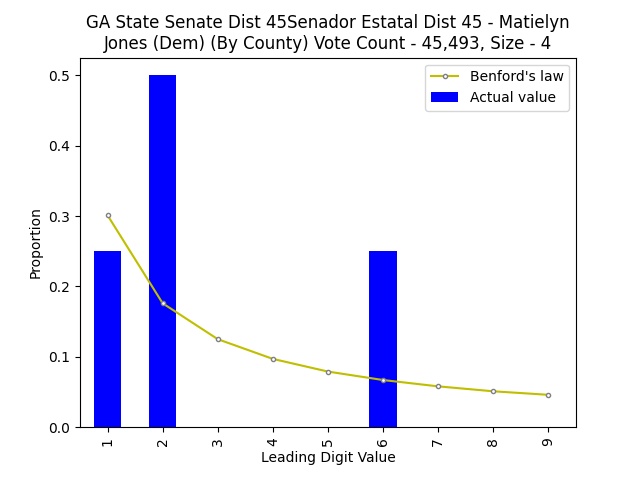 GA State Senate Dist 45Senador Estatal Dist 45 - Matielyn
Jones (Dem) (By County) Vote Count - 45,493, Size - 4
Benford's law
Actual value
0.5
0.4
0.3
0.2
0.1
0.0
Proportion
1 2 3 4 5 6 7 8 9
Leading Digit Value